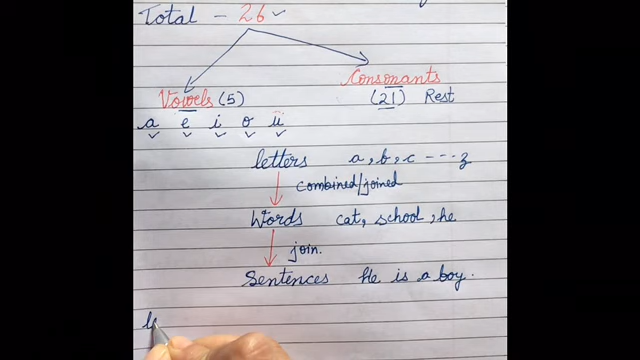 Total - 26
Vowels (5) Consonants
(21) Rest
a e i o u
letters a, b, c ---- z
combined/joined
Words cat, school, he
join.
Sentences He is a boy.